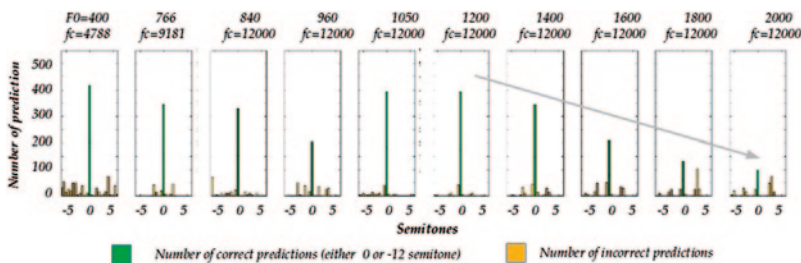 F0=400 766 840 960 1050 1200 1400 1600 1800 2000
fc=4788 fc=9181 fc=12000 fc=12000 fc=12000 fc=12000 fc=12000 fc=12000 fc=12000 fc=12000
500
400
300
200
100
0
Number of prediction
-5 0 5 -5 0 5 -5 0 5 -5 0 5 -5 0 5 -5 0 5 -5 0 5 -5 0 5 -5 0 5 -5 0 5
Semitones
Number of correct predictions (either 0 or -12 semitone) Number of incorrect predictions